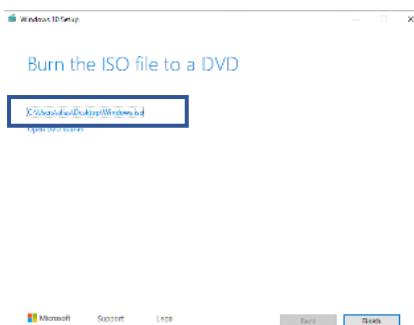 Windows 10 Setup
Burn the ISO file to a DVD
Open DVD burner
Microsoft Support Legal
Back Finish